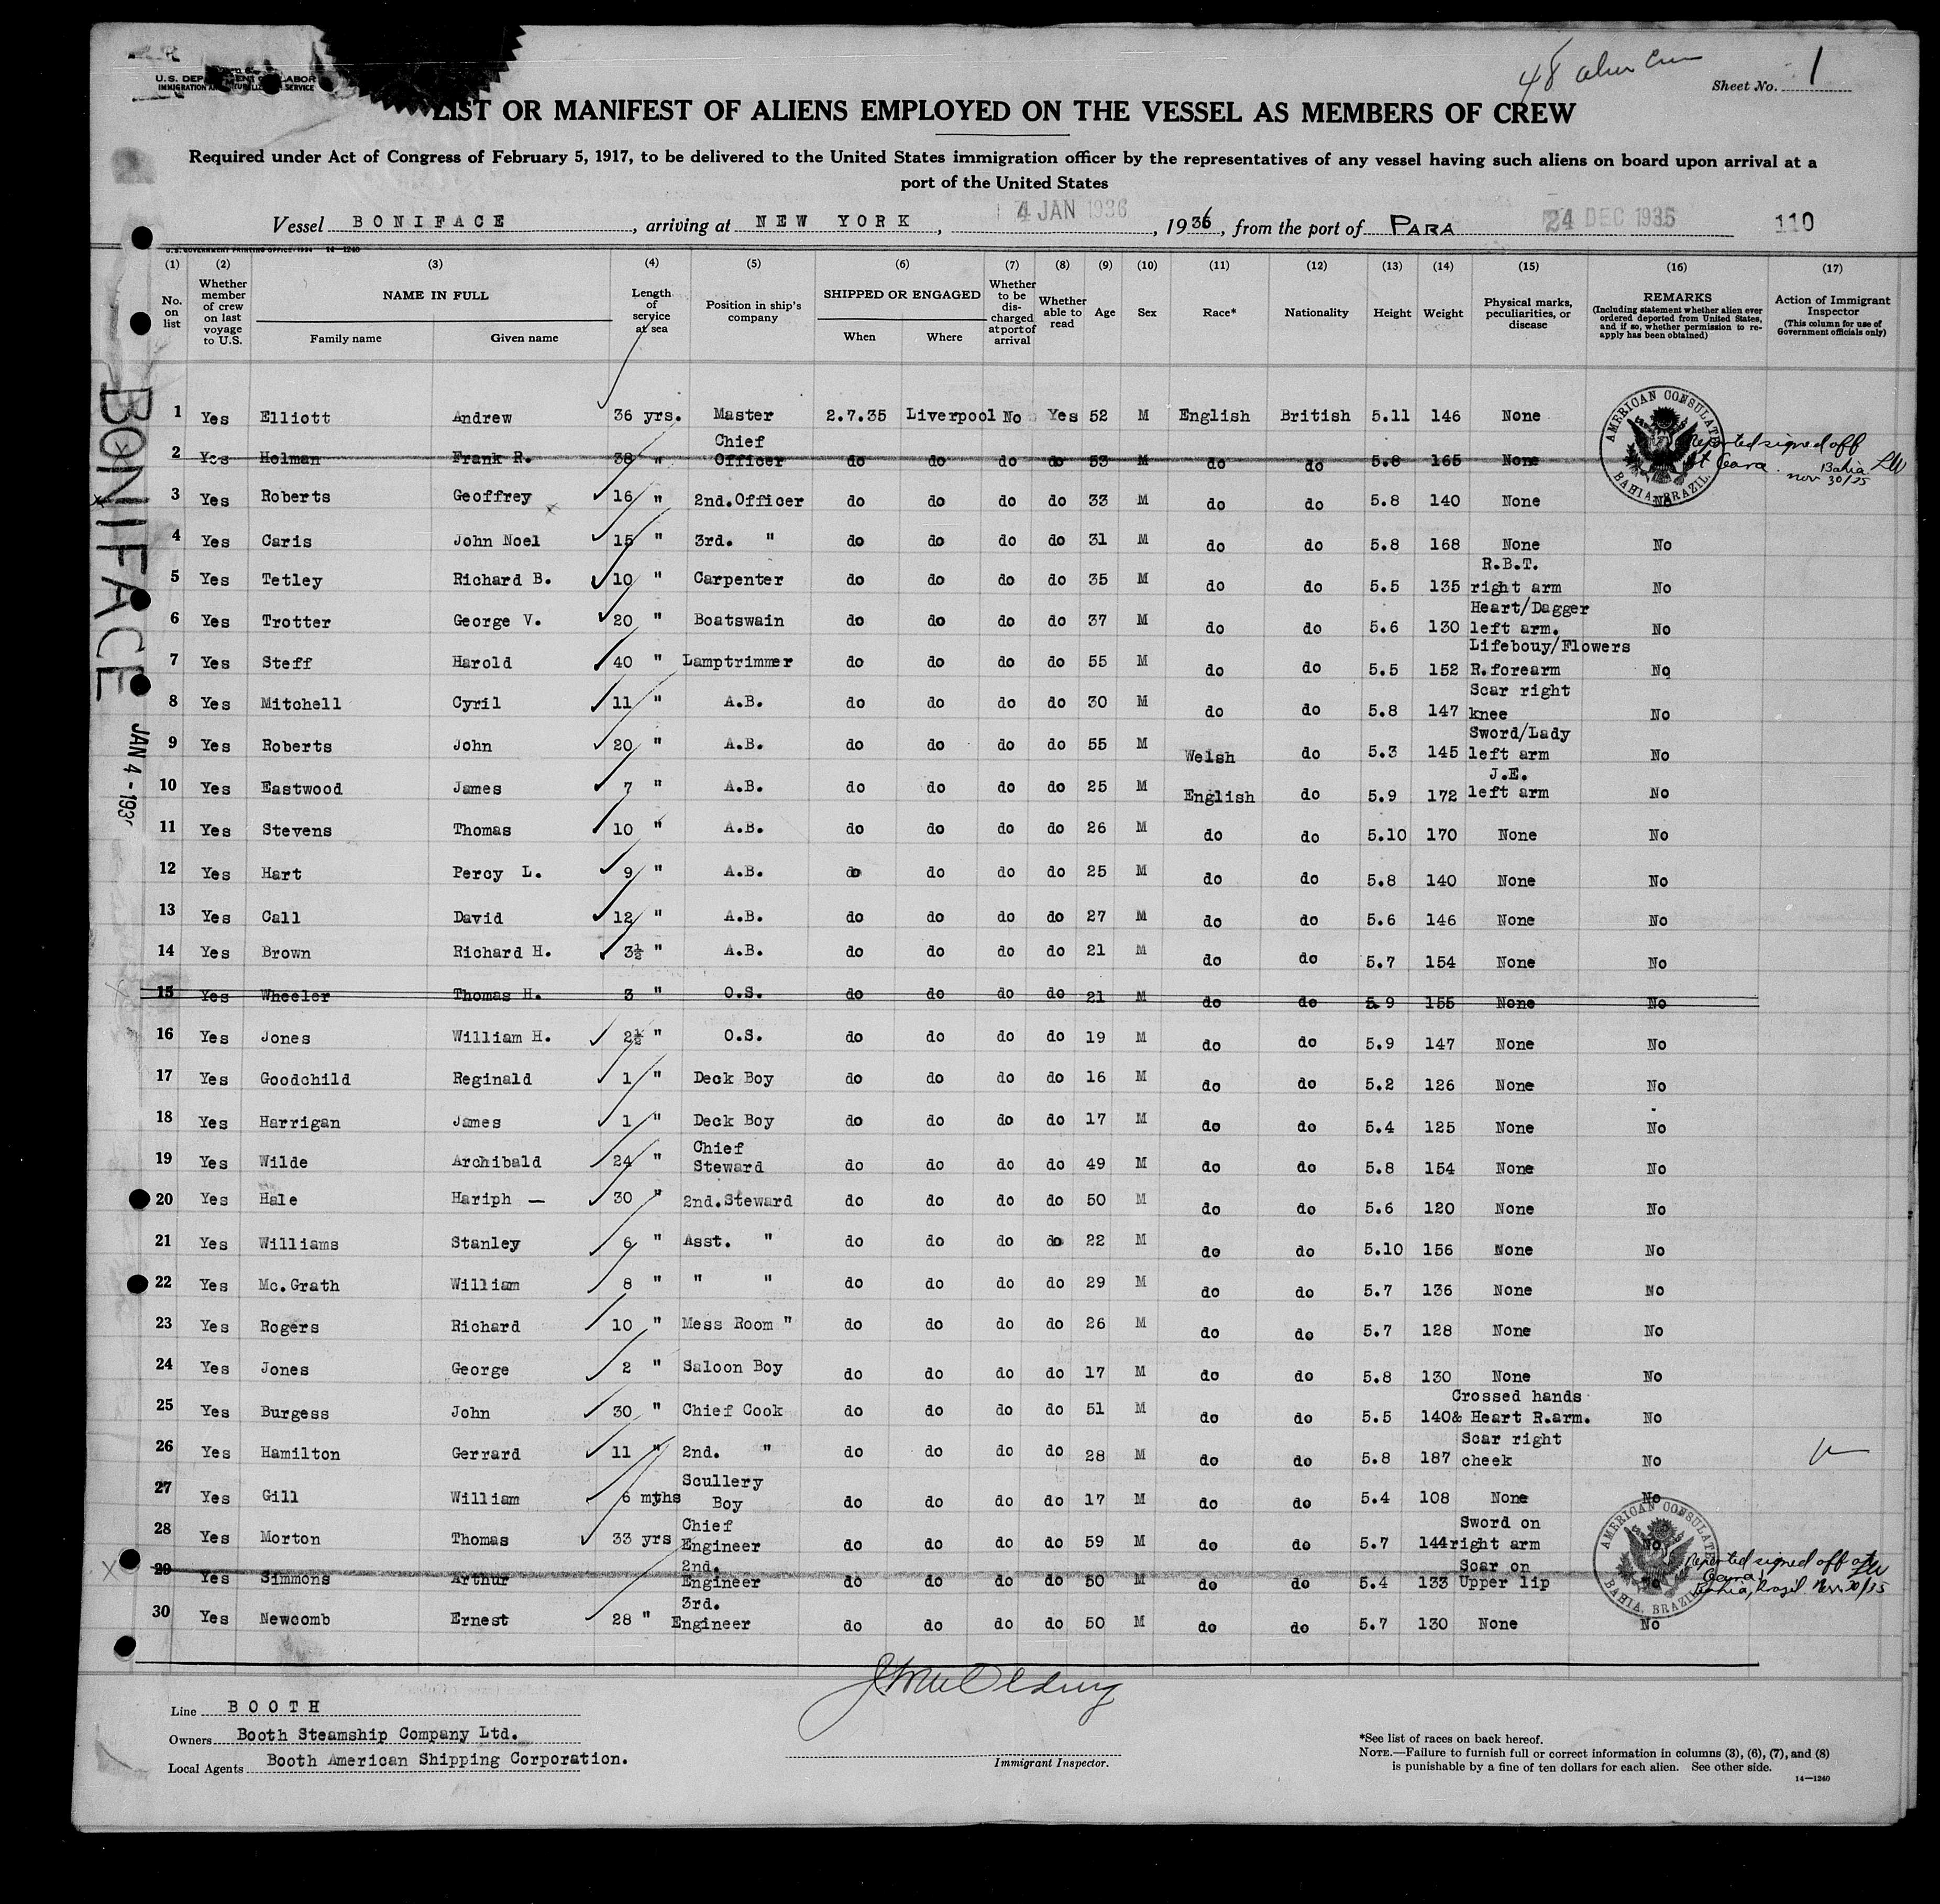 48 alien
U.S. DEPARTMENT OF LABOR
IMMIGRATION AND NATURALIZATION SERVICE
Sheet No. 1
LIST OR MANIFEST OF ALIENS EMPLOYED ON THE VESSEL AS MEMBERS OF CREW
Required under Act of Congress of February 5, 1917, to be delivered to the United States immigration officer by the representatives of any vessel having such aliens on board upon arrival at a
port of the United States
Vessel BONIFACE, arriving at NEW YORK, 4 JAN 1936, 1936, from the port of PARA 24 DEC 1935 110
U.S. GOVERNMENT PRINTING OFFICE: 1934 14-1240
(1) (2) (3) (4) (5) (6) (7) (8) (9) (10) (11) (12) (13) (14) (15) (16) (17)
No. on list
Whether member of crew on last voyage to U.S.
NAME IN FULL
Family name Given name
Length of service at sea
Position in ship's company
SHIPPED OR ENGAGED
When Where
Whether to be discharged at port of arrival
Whether able to read
Age
Sex
Race*
Nationality
Height
Weight
Physical marks, peculiarities, or disease
REMARKS
(Including statement whether alien ever ordered deported from United States, and if so, whether permission to reapply has been obtained)
Action of Immigrant Inspector
(This column for use of Government officials only)
1 Yes Elliott Andrew 36 yrs. Master 2.7.35 Liverpool No Yes 52 M English British 5.11 146 None
2 Yes Holman Frank R. 38 " Chief Officer do do do do 53 M do do 5.8 165 None
Reported signed off
at Ceara. Bahia LW
Nov 30/35
AMERICAN CONSULATE
BAHIA, BRAZIL
3 Yes Roberts Geoffrey 16 " 2nd.Officer do do do do 33 M do do 5.8 140 None No
4 Yes Caris John Noel 15 " 3rd. " do do do do 31 M do do 5.8 168 None No
5 Yes Tetley Richard B. 10 " Carpenter do do do do 35 M do do 5.5 135 R.B.T. right arm No
6 Yes Trotter George V. 20 " Boatswain do do do do 37 M do do 5.6 130 Heart/Dagger left arm. No
7 Yes Steff Harold 40 " Lamptrimmer do do do do 55 M do do 5.5 152 Lifebouy/Flowers R.forearm No
8 Yes Mitchell Cyril 11 " A.B. do do do do 30 M do do 5.8 147 Scar right knee No
9 Yes Roberts John 20 " A.B. do do do do 55 M Welsh do 5.3 145 Sword/Lady left arm No
10 Yes Eastwood James 7 " A.B. do do do do 25 M English do 5.9 172 J.E. left arm No
11 Yes Stevens Thomas 10 " A.B. do do do do 26 M do do 5.10 170 None No
12 Yes Hart Percy L. 9 " A.B. do do do do 25 M do do 5.8 140 None No
13 Yes Call David 12 " A.B. do do do do 27 M do do 5.6 146 None No
14 Yes Brown Richard H. 3½ " A.B. do do do do 21 M do do 5.7 154 None No
15 Yes Wheeler Thomas H. 3 " O.S. do do do do 21 M do do 5.9 155 None No
16 Yes Jones William H. 2½ " O.S. do do do do 19 M do do 5.9 147 None No
17 Yes Goodchild Reginald 1 " Deck Boy do do do do 16 M do do 5.2 126 None No
18 Yes Harrigan James 1 " Deck Boy do do do do 17 M do do 5.4 125 None No
19 Yes Wilde Archibald 24 " Chief Steward do do do do 49 M do do 5.8 154 None No
20 Yes Hale Hariph — 30 " 2nd.Steward do do do do 50 M do do 5.6 120 None No
21 Yes Williams Stanley 6 " Asst. " do do do do 22 M do do 5.10 156 None No
22 Yes Mc.Grath William 8 " " " do do do do 29 M do do 5.7 136 None No
23 Yes Rogers Richard 10 " Mess Room " do do do do 26 M do do 5.7 128 None No
24 Yes Jones George 2 " Saloon Boy do do do do 17 M do do 5.8 130 None No
25 Yes Burgess John 30 " Chief Cook do do do do 51 M do do 5.5 140 Crossed hands & Heart R.arm. No
26 Yes Hamilton Gerrard 11 " 2nd. " do do do do 28 M do do 5.8 187 Scar right cheek No
27 Yes Gill William 6 mths Scullery Boy do do do do 17 M do do 5.4 108 None No
28 Yes Morton Thomas 33 yrs Chief Engineer do do do do 59 M do do 5.7 144 Sword on right arm No
29 Yes Simmons Arthur 2nd. Engineer do do do do 50 M do do 5.4 133 Scar on Upper lip No
Reported signed off at LW
Ceara,
Bahia, Brazil Nov. 30/35
AMERICAN CONSULATE
BAHIA, BRAZIL
30 Yes Newcomb Ernest 28 " 3rd. Engineer do do do do 50 M do do 5.7 130 None No
BONIFACE
JAN 4 - 193
Line BOOTH
Owners Booth Steamship Company Ltd.
Local Agents Booth American Shipping Corporation.
Immigrant Inspector.
*See list of races on back hereof.
NOTE.—Failure to furnish full or correct information in columns (3), (6), (7), and (8)
is punishable by a fine of ten dollars for each alien. See other side.
14—1240